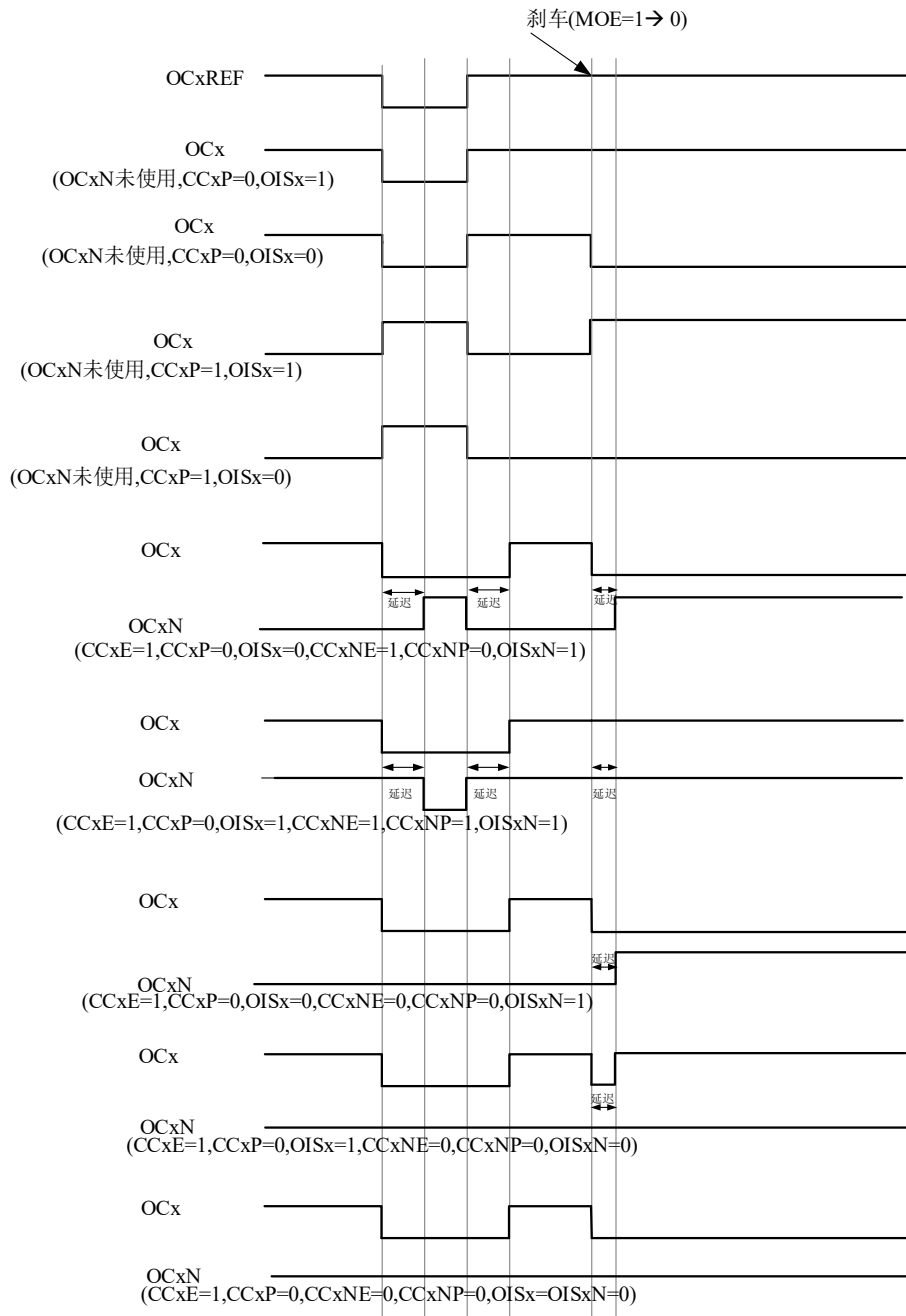 刹车(MOE=1→ 0)
OCxREF
OCx
(OCxN未使用,CCxP=0,OISx=1)
OCx
(OCxN未使用,CCxP=0,OISx=0)
OCx
(OCxN未使用,CCxP=1,OISx=1)
OCx
(OCxN未使用,CCxP=1,OISx=0)
OCx
延迟 延迟 延迟
OCxN
(CCxE=1,CCxP=0,OISx=0,CCxNE=1,CCxNP=0,OISxN=1)
OCx
OCxN
延迟 延迟 延迟
(CCxE=1,CCxP=0,OISx=1,CCxNE=1,CCxNP=1,OISxN=1)
OCx
延迟
OCxN
(CCxE=1,CCxP=0,OISx=0,CCxNE=0,CCxNP=0,OISxN=1)
OCx
延迟
OCxN
(CCxE=1,CCxP=0,OISx=1,CCxNE=0,CCxNP=0,OISxN=0)
OCx
OCxN
(CCxE=1,CCxP=0,CCxNE=0,CCxNP=0,OISx=OISxN=0)